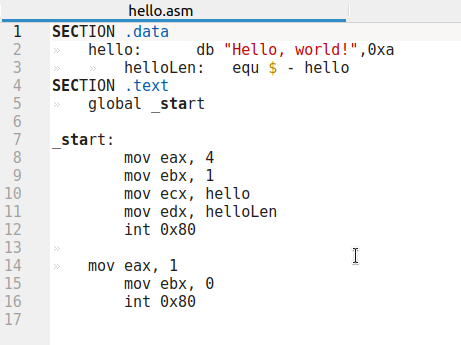 hello.asm
1 SECTION .data
2 » hello: db "Hello, world!",0xa
3 » » helloLen: equ $ - hello
4 SECTION .text
5 » global _start
6
7 _start:
8 mov eax, 4
9 mov ebx, 1
10 mov ecx, hello
11 mov edx, helloLen
12 int 0x80
13 »
14 » mov eax, 1
15 mov ebx, 0
16 int 0x80
17